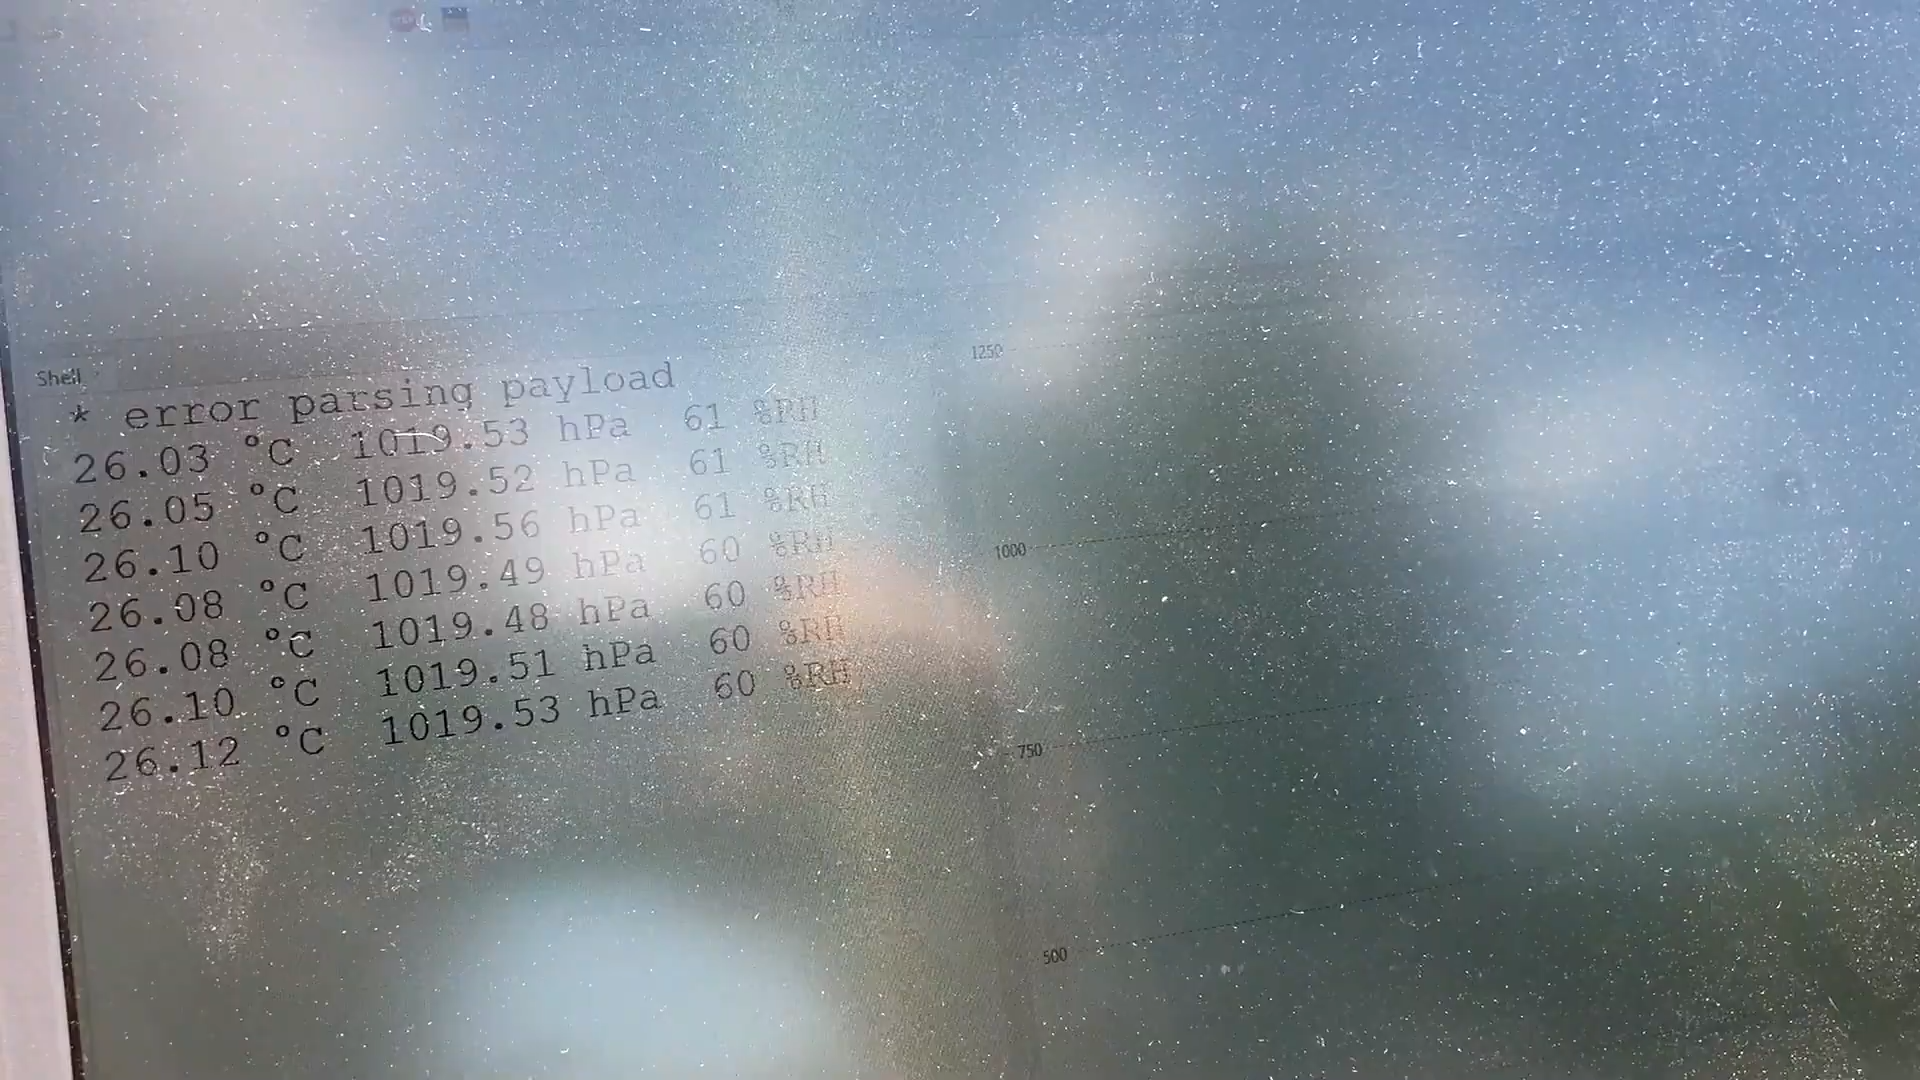 Shell
* error parsing payload
26.03 °C 1019.53 hPa 61 %RH
26.05 °C 1019.52 hPa 61 %RH
26.10 °C 1019.56 hPa 61 %RH
26.08 °C 1019.49 hPa 60 %RH
26.08 °C 1019.48 hPa 60 %RH
26.10 °C 1019.51 hPa 60 %RH
26.12 °C 1019.53 hPa 60 %RH
1250
1000
750
500